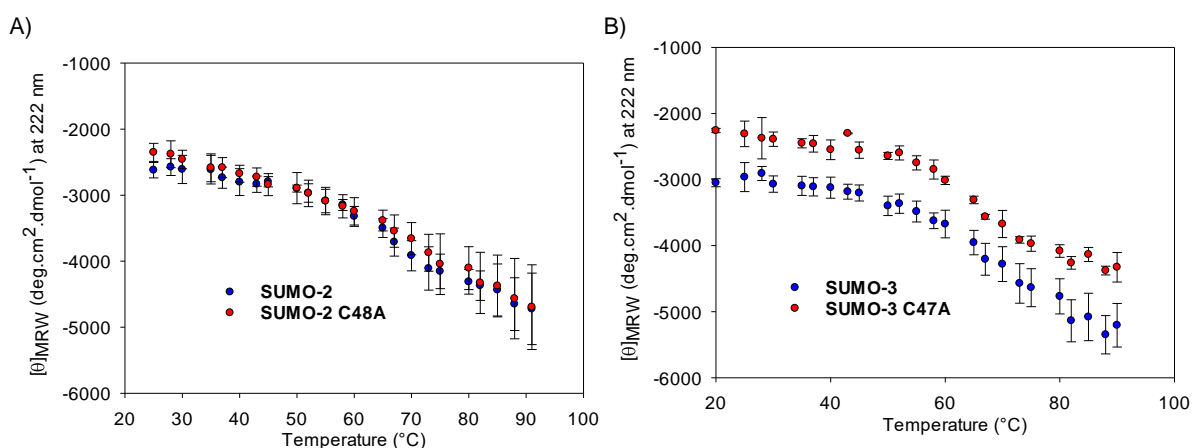 A)
[θ]MRW (deg.cm².dmol⁻¹) at 222 nm
-1000
-2000
-3000
-4000
-5000
-6000
SUMO-2
SUMO-2 C48A
20 30 40 50 60 70 80 90 100
Temperature (°C)
B)
[θ]MRW (deg.cm².dmol⁻¹) at 222 nm
-1000
-2000
-3000
-4000
-5000
-6000
SUMO-3
SUMO-3 C47A
20 40 60 80 100
Temperature (°C)